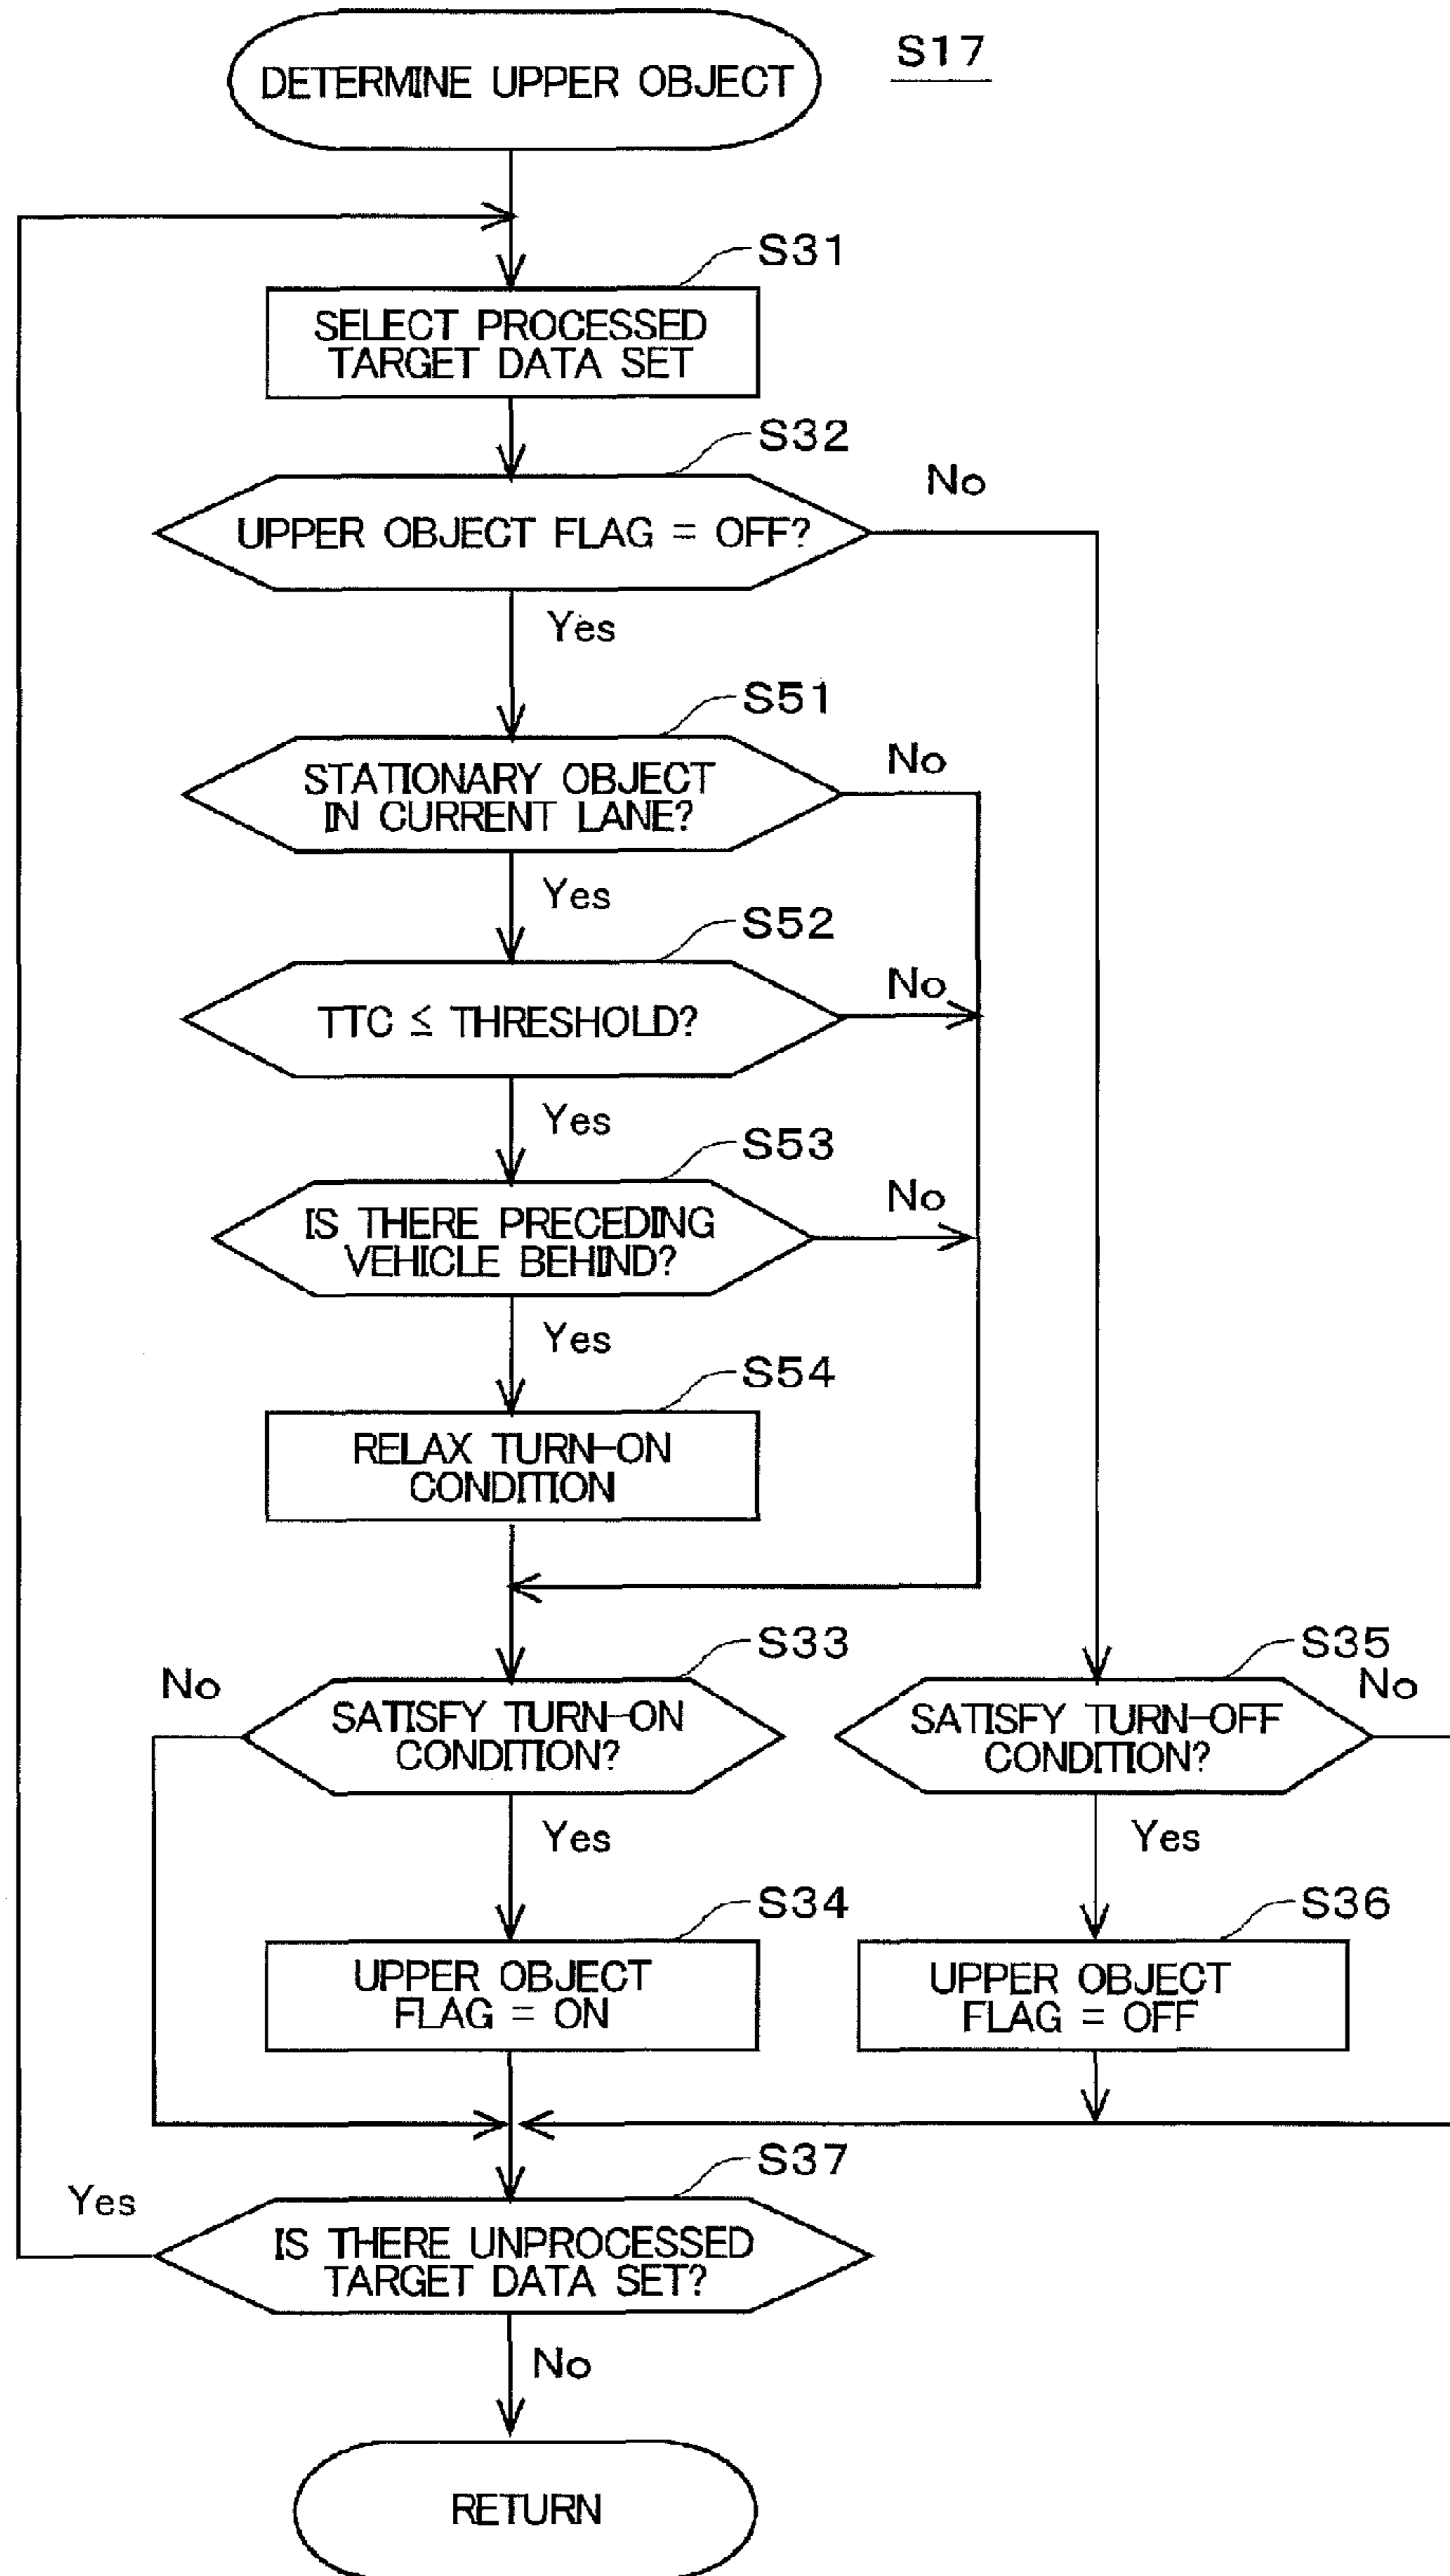 DETERMINE UPPER OBJECT
S17
S31
SELECT PROCESSED
TARGET DATA SET
S32
UPPER OBJECT FLAG = OFF?
No
Yes
S51
STATIONARY OBJECT
IN CURRENT LANE?
No
Yes
S52
TTC ≤ THRESHOLD?
No
Yes
S53
IS THERE PRECEDING
VEHICLE BEHIND?
No
Yes
S54
RELAX TURN-ON
CONDITION
S33
No
SATISFY TURN-ON
CONDITION?
Yes
S35
No
SATISFY TURN-OFF
CONDITION?
Yes
S34
UPPER OBJECT
FLAG = ON
S36
UPPER OBJECT
FLAG = OFF
S37
Yes
IS THERE UNPROCESSED
TARGET DATA SET?
No
RETURN